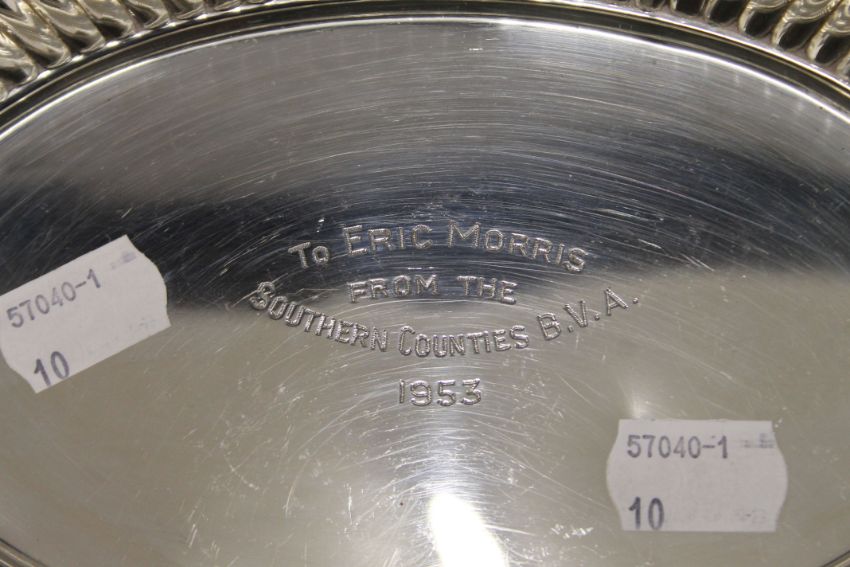 To Eric Morris
from the
Southern Counties B.V.A.
1953
57040-1
10
57040-1
10